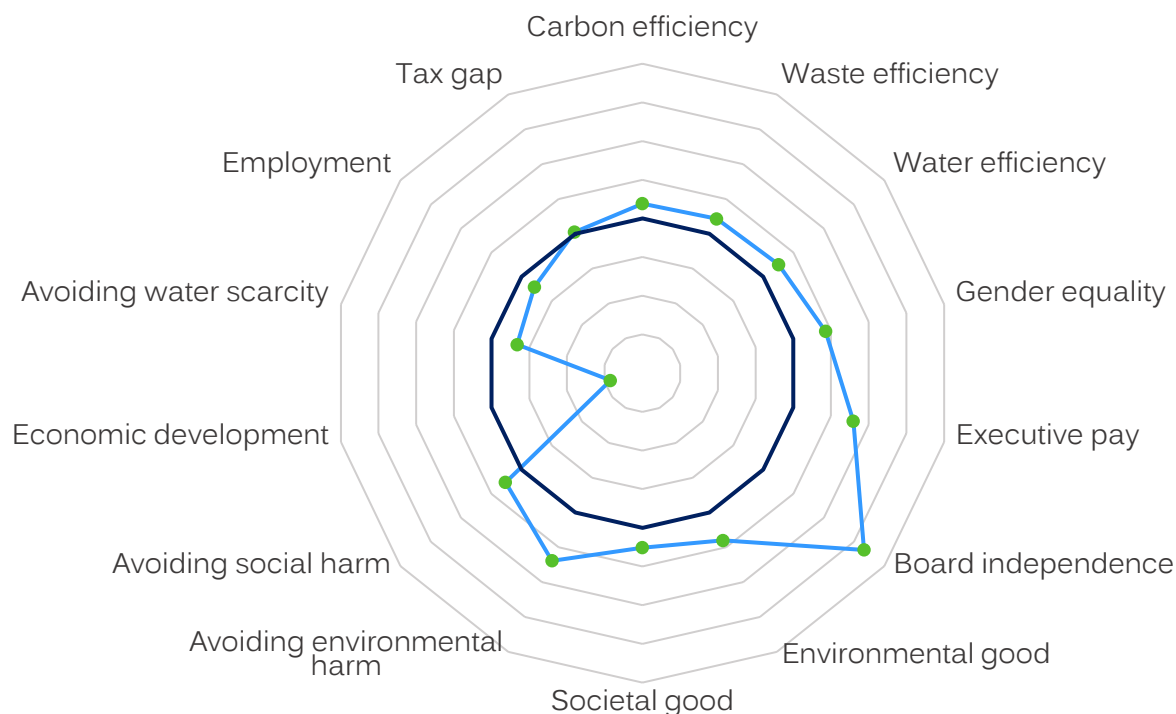 Carbon efficiency
Tax gap
Waste efficiency
Employment
Water efficiency
Avoiding water scarcity
Gender equality
Economic development
Executive pay
Avoiding social harm
Board independence
Avoiding environmental
harm
Environmental good
Societal good